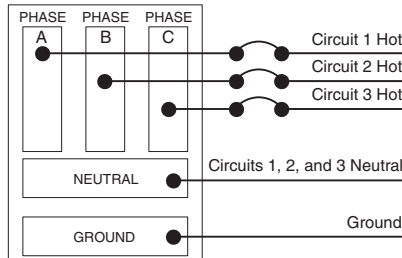 PHASE PHASE PHASE
A B C
Circuit 1 Hot
Circuit 2 Hot
Circuit 3 Hot
NEUTRAL
Circuits 1, 2, and 3 Neutral
GROUND
Ground